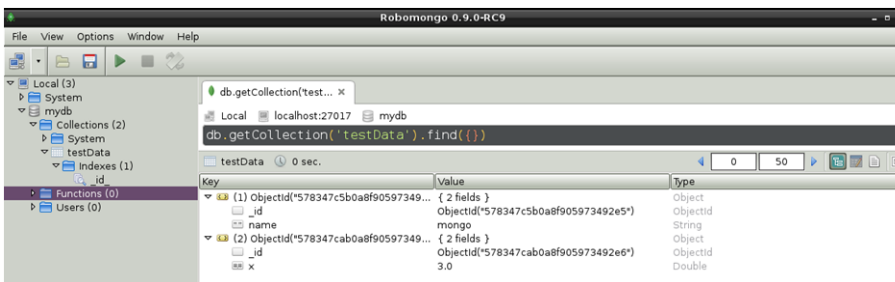 Robomongo 0.9.0-RC9
File View Options Window Help
Local (3)
System
mydb
Collections (2)
System
testData
Indexes (1)
_id_
Functions (0)
Users (0)
db.getCollection('test... ×
Local localhost:27017 mydb
db.getCollection('testData').find({})
testData 0 sec. 0 50
Key Value Type
(1) ObjectId("578347c5b0a8f90597349... { 2 fields } Object
_id ObjectId("578347c5b0a8f905973492e5") ObjectId
name mongo String
(2) ObjectId("578347cab0a8f90597349... { 2 fields } Object
_id ObjectId("578347cab0a8f905973492e6") ObjectId
x 3.0 Double